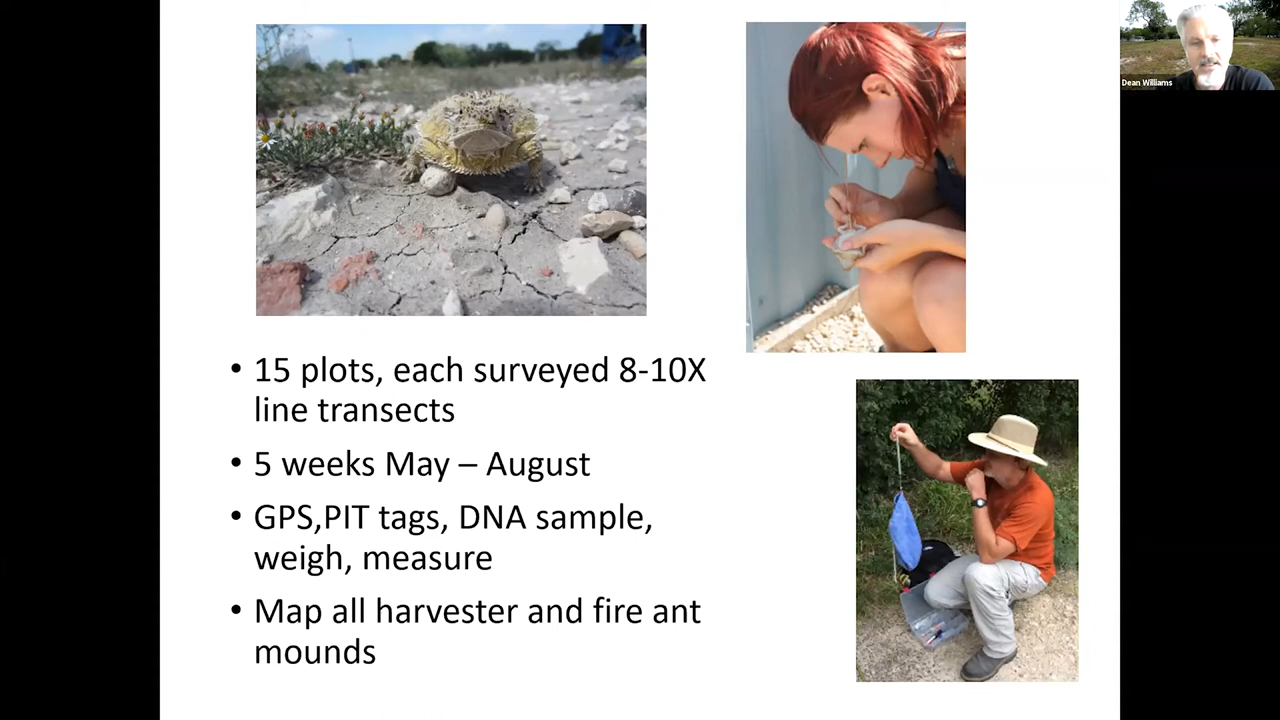 Dean Williams
• 15 plots, each surveyed 8-10X
line transects
• 5 weeks May – August
• GPS,PIT tags, DNA sample,
weigh, measure
• Map all harvester and fire ant
mounds